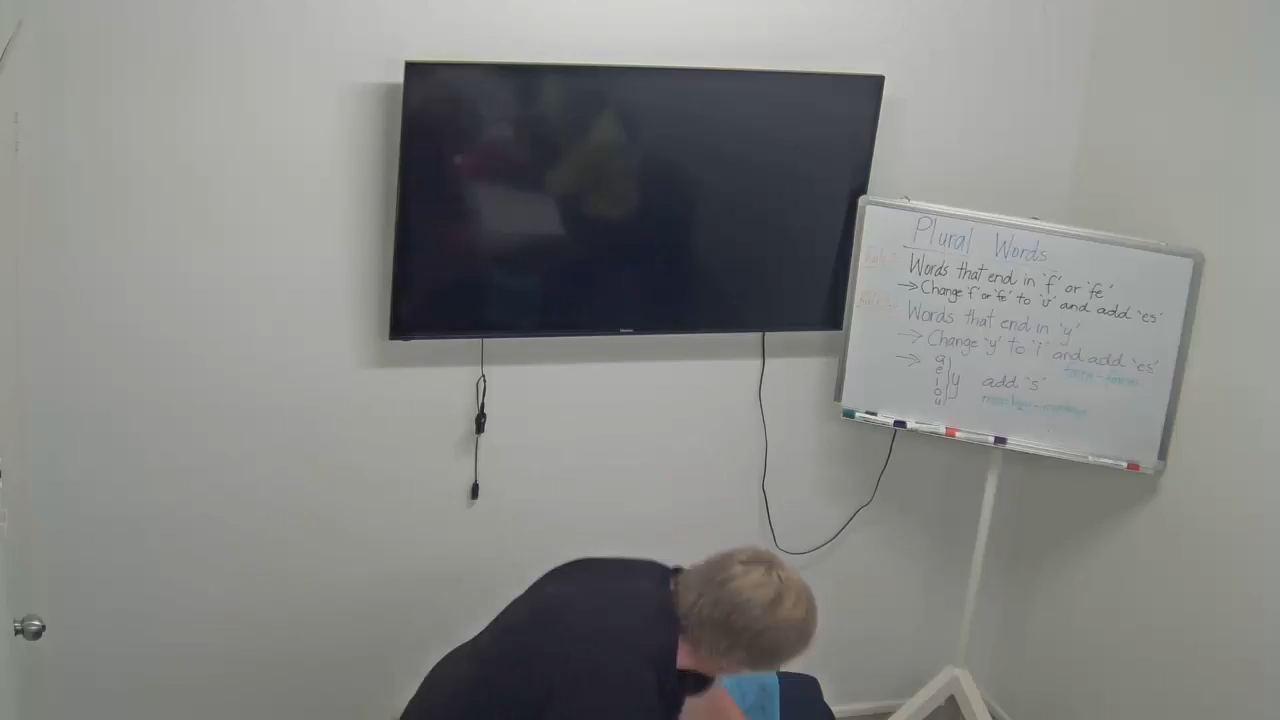 Plural Words
Words that end in 'f' or 'fe'
→ Change 'f' or 'fe' to 'v' and add 'es'
Words that end in 'y'
→ Change 'y' to 'i' and add 'es'
→ a e i o u } y add 's'